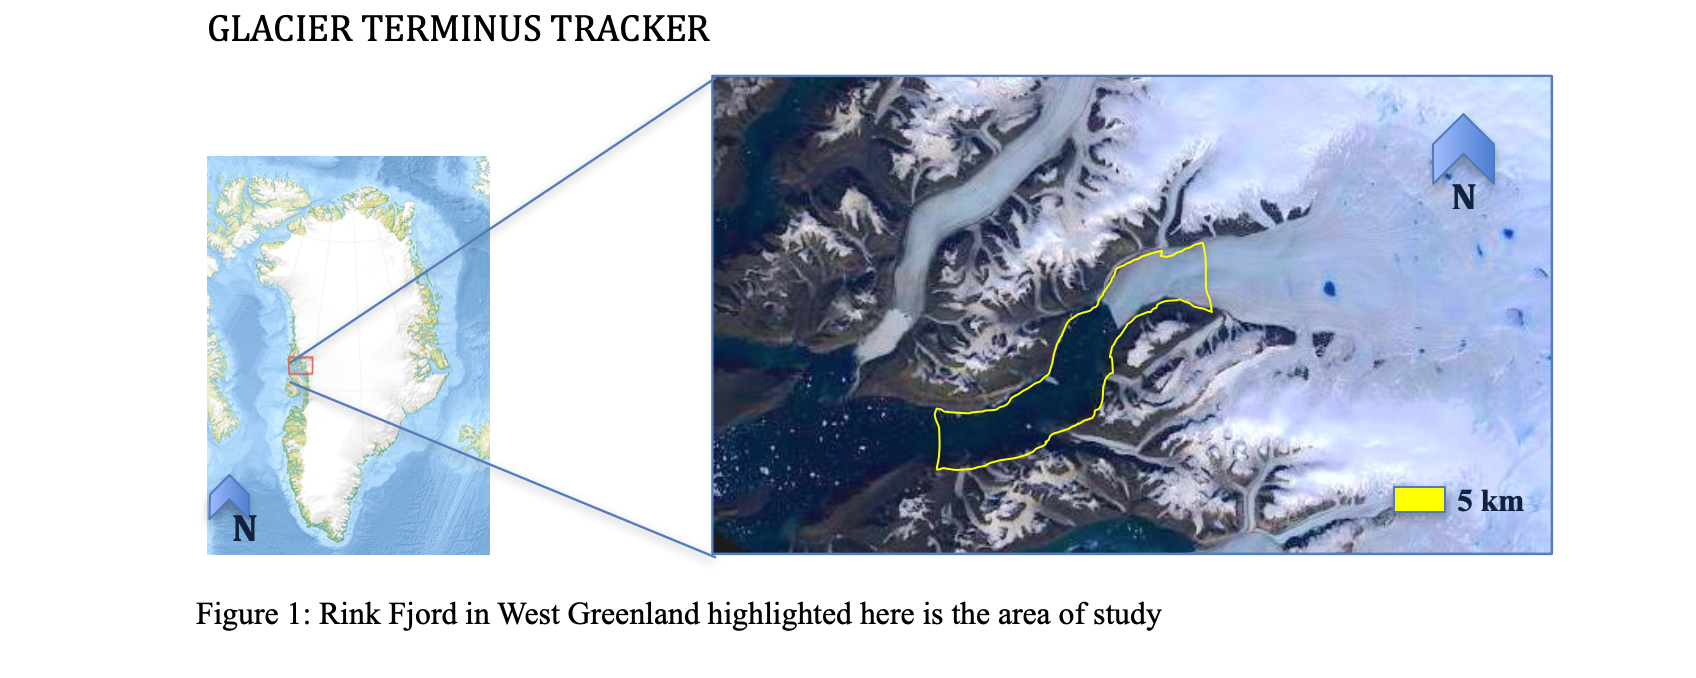 GLACIER TERMINUS TRACKER
N
N
5 km
Figure 1: Rink Fjord in West Greenland highlighted here is the area of study